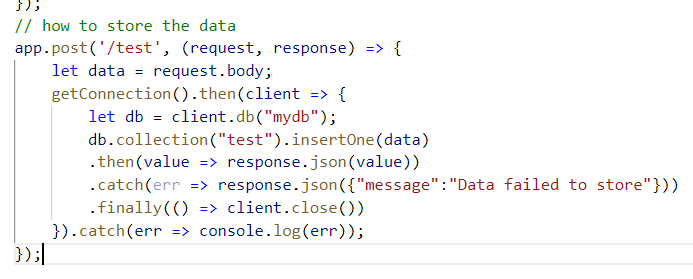 });
// how to store the data
app.post('/test', (request, response) => {
    let data = request.body;
    getConnection().then(client => {
        let db = client.db("mydb");
        db.collection("test").insertOne(data)
        .then(value => response.json(value))
        .catch(err => response.json({"message":"Data failed to store"}))
        .finally(() => client.close())
    }).catch(err => console.log(err));
});